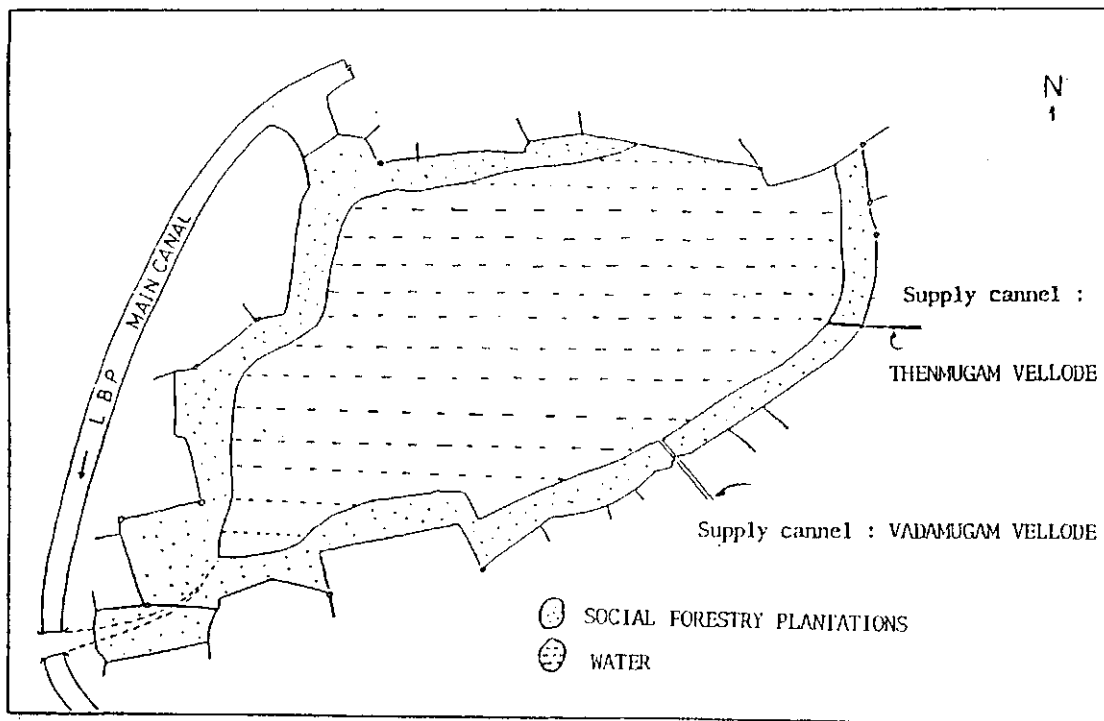 N
LBP MAIN CANAL
Supply cannel :
THENMUGAM VELLODE
Supply cannel : VADAMUGAM VELLODE
SOCIAL FORESTRY PLANTATIONS
WATER